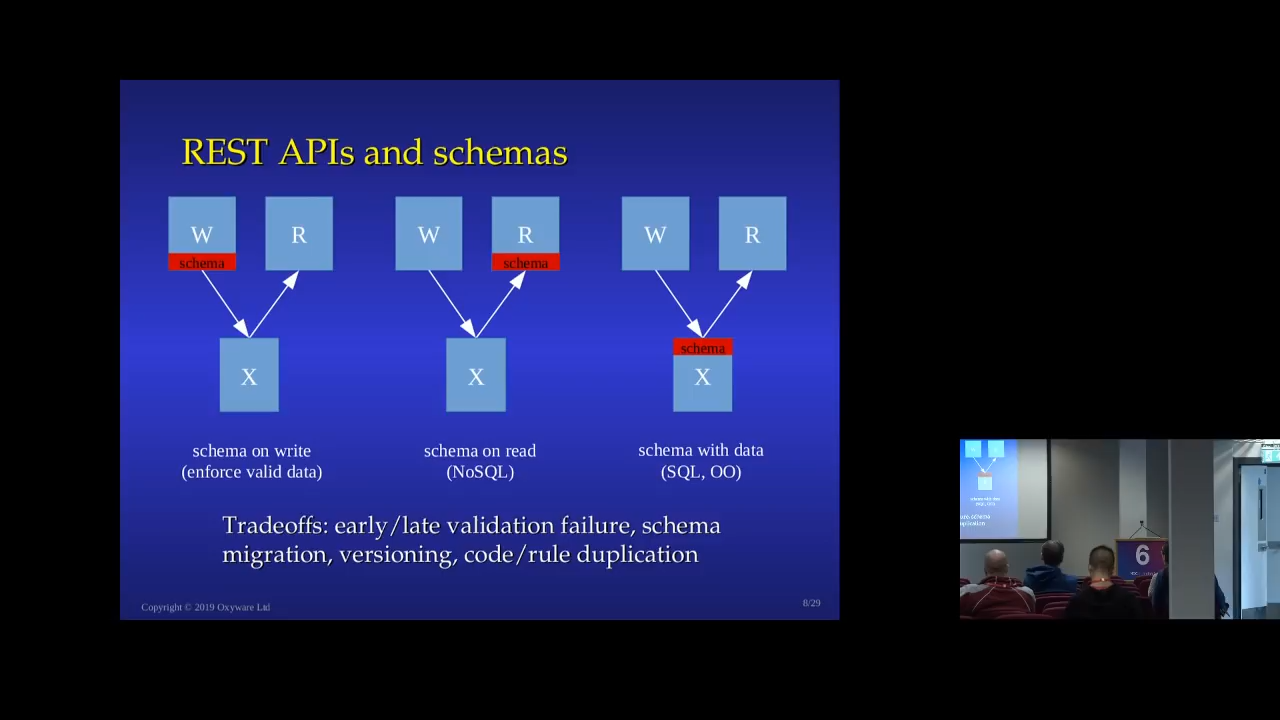 REST APIs and schemas
W R W R W R
schema schema
schema
X X X
schema on write schema on read schema with data
(enforce valid data) (NoSQL) (SQL, OO)
Tradeoffs: early/late validation failure, schema
migration, versioning, code/rule duplication
Copyright © 2019 Oxyware Ltd 8/29
6